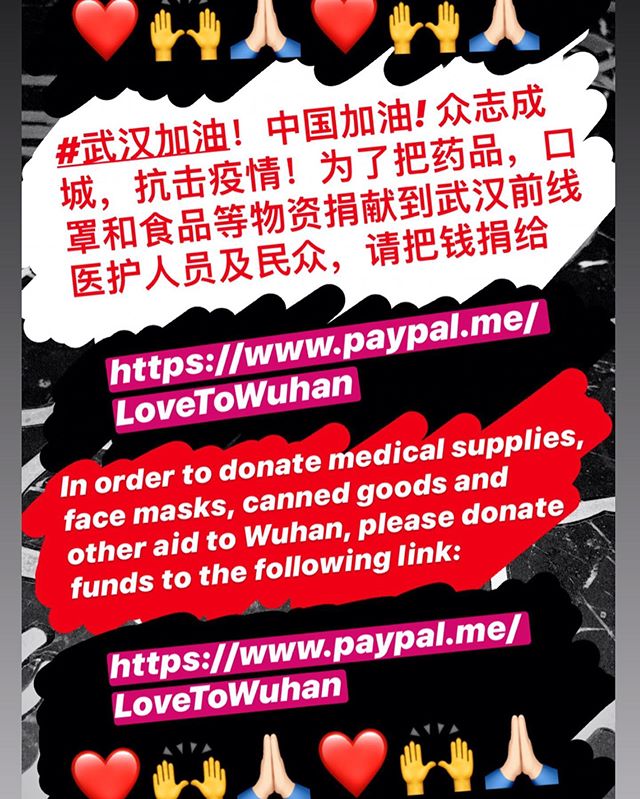 #武汉加油！中国加油！众志成
城，抗击疫情！为了把药品，口
罩和食品等物资捐献到武汉前线
医护人员及民众，请把钱捐给
https://www.paypal.me/
LoveToWuhan
In order to donate medical supplies,
face masks, canned goods and
other aid to Wuhan, please donate
funds to the following link:
https://www.paypal.me/
LoveToWuhan